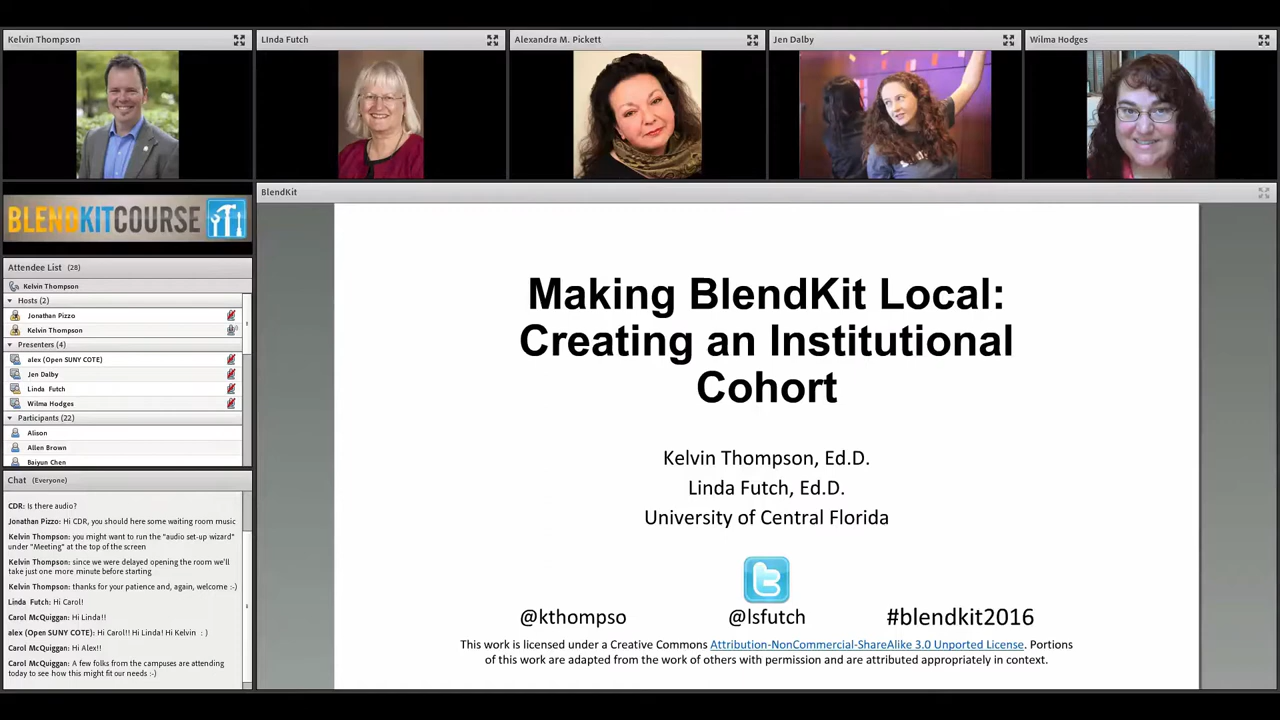 Kelvin Thompson
LInda Futch
Alexandra M. Pickett
Jen Dalby
Wilma Hodges
BLENDKITCOURSE
Attendee List (28)
Kelvin Thompson
Hosts (2)
Jonathan Pizzo
Kelvin Thompson
Presenters (4)
alex (Open SUNY COTE)
Jen Dalby
Linda Futch
Wilma Hodges
Participants (22)
Alison
Allen Brown
Baiyun Chen
Chat (Everyone)
CDR: Is there audio?
Jonathan Pizzo: Hi CDR, you should here some waiting room music
Kelvin Thompson: you might want to run the "audio set-up wizard"
under "Meeting" at the top of the screen
Kelvin Thompson: since we were delayed opening the room we'll
take just one more minute before starting
Kelvin Thompson: thanks for your patience and, again, welcome :-)
Linda Futch: Hi Carol!
Carol McQuiggan: Hi Linda!!
alex (Open SUNY COTE): Hi Carol!! Hi Linda! Hi Kelvin : )
Carol McQuiggan: Hi Alex!!
Carol McQuiggan: A few folks from the campuses are attending
today to see how this might fit our needs :-)
BlendKit
Making BlendKit Local:
Creating an Institutional
Cohort
Kelvin Thompson, Ed.D.
Linda Futch, Ed.D.
University of Central Florida
@kthompso @lsfutch #blendkit2016
This work is licensed under a Creative Commons Attribution-NonCommercial-ShareAlike 3.0 Unported License. Portions
of this work are adapted from the work of others with permission and are attributed appropriately in context.